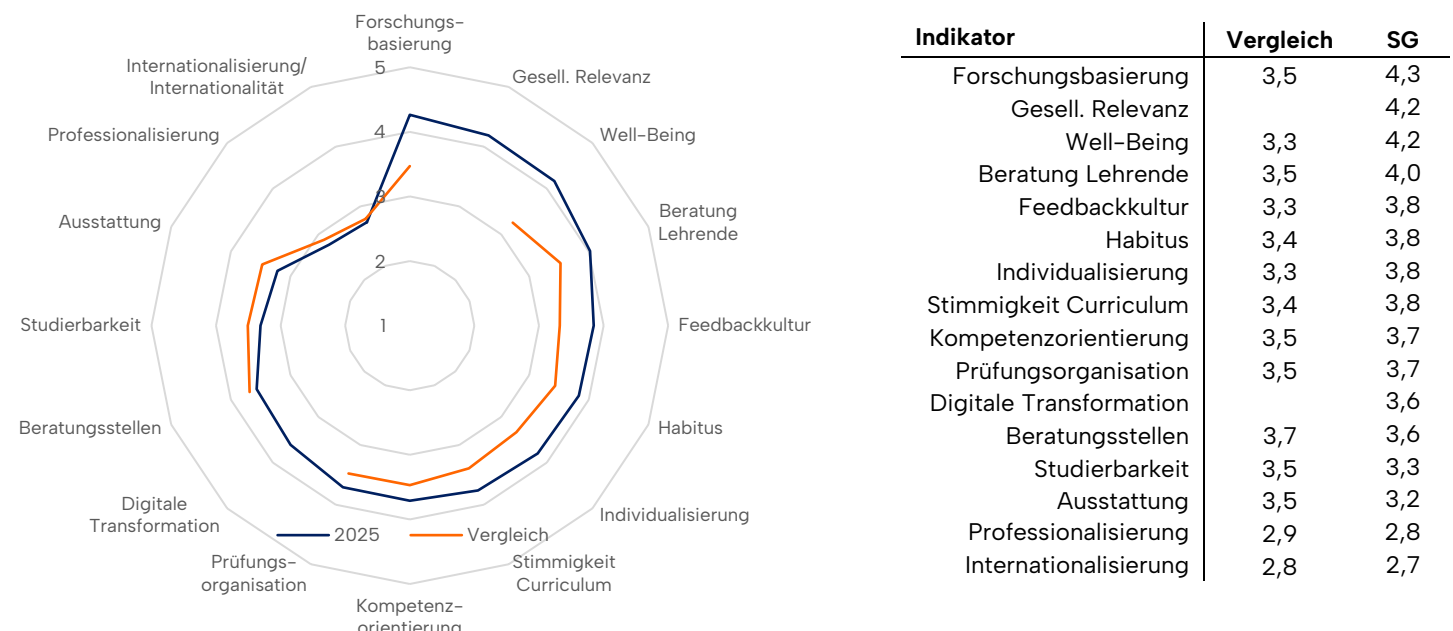 Forschungs-
basierung
Gesell. Relevanz
Well-Being
Beratung
Lehrende
Feedbackkultur
Habitus
Individualisierung
Stimmigkeit
Curriculum
Kompetenz-
orientierung
Prüfungs-
organisation
Digitale
Transformation
Beratungsstellen
Studierbarkeit
Ausstattung
Professionalisierung
Internationalisierung/
Internationalität
5
4
3
2
1
2025
Vergleich
Indikator Vergleich SG
Forschungsbasierung 3,5 4,3
Gesell. Relevanz 4,2
Well-Being 3,3 4,2
Beratung Lehrende 3,5 4,0
Feedbackkultur 3,3 3,8
Habitus 3,4 3,8
Individualisierung 3,3 3,8
Stimmigkeit Curriculum 3,4 3,8
Kompetenzorientierung 3,5 3,7
Prüfungsorganisation 3,5 3,7
Digitale Transformation 3,6
Beratungsstellen 3,7 3,6
Studierbarkeit 3,5 3,3
Ausstattung 3,5 3,2
Professionalisierung 2,9 2,8
Internationalisierung 2,8 2,7